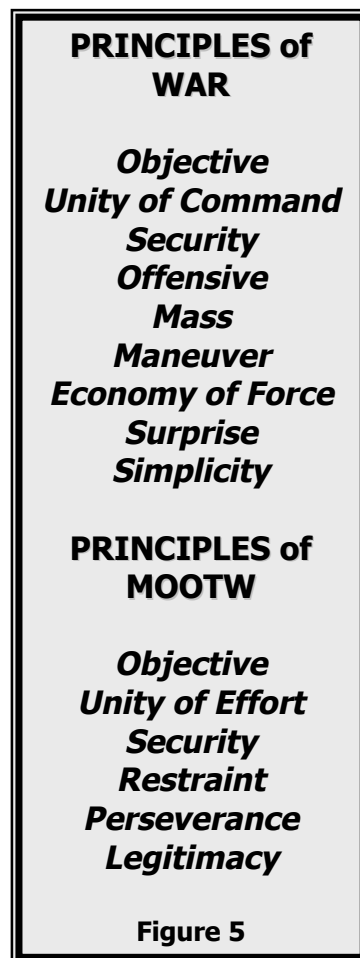 PRINCIPLES of
WAR
Objective
Unity of Command
Security
Offensive
Mass
Maneuver
Economy of Force
Surprise
Simplicity
PRINCIPLES of
MOOTW
Objective
Unity of Effort
Security
Restraint
Perseverance
Legitimacy
Figure 5